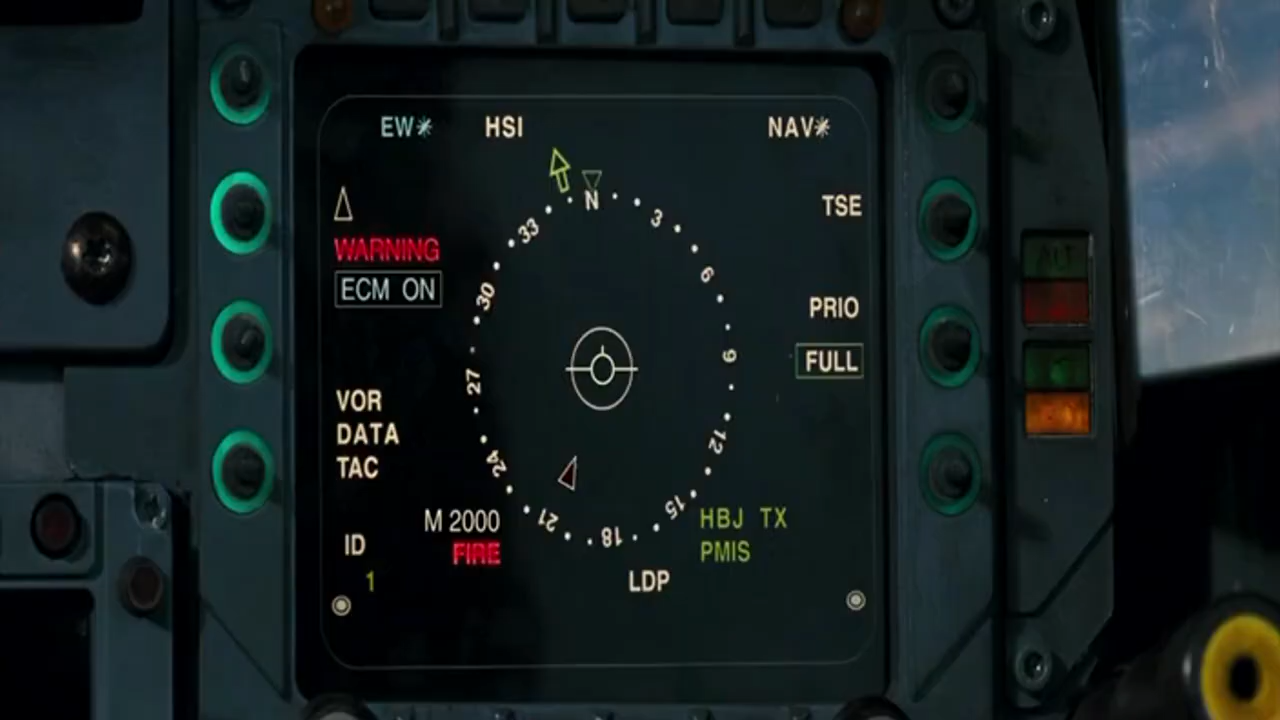 EW✳ HSI NAV✳
TSE
WARNING
ECM ON
PRIO
FULL
VOR
DATA
TAC
N
3
6
9
12
15
18
21
24
27
30
33
M 2000
FIRE
HBJ TX
PMIS
ID
1
LDP
ALT